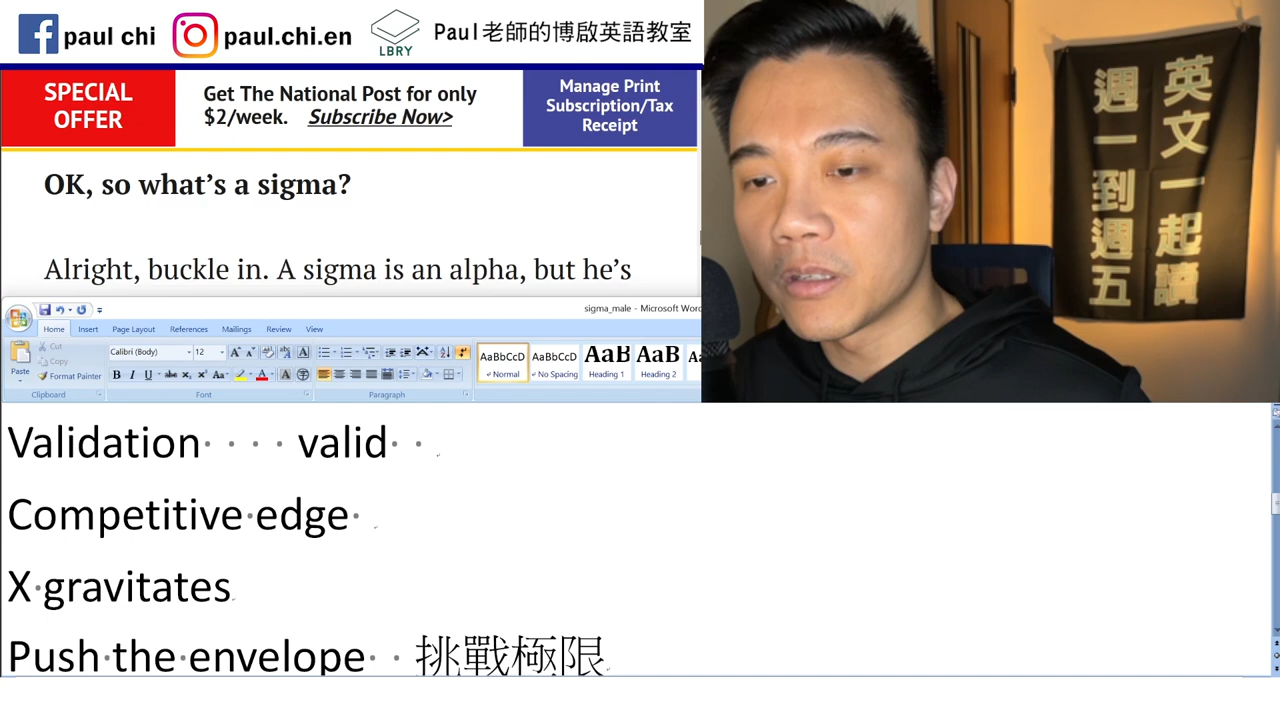 paul chi
paul.chi.en
LBRY
Paul老師的博啟英語教室
SPECIAL
OFFER
Get The National Post for only
$2/week. Subscribe Now>
Manage Print
Subscription/Tax
Receipt
OK, so what's a sigma?
Alright, buckle in. A sigma is an alpha, but he's
sigma_male - Microsoft Word
Home Insert Page Layout References Mailings Review View
Paste
Cut
Copy
Format Painter
Clipboard
Calibri (Body) 12
Font
Paragraph
AaBbCcD AaBbCcD AaB AaB
Normal No Spacing Heading 1 Heading 2
Validation valid
Competitive edge
X gravitates
Push the envelope 挑戰極限
英文一起讀
週一到週五